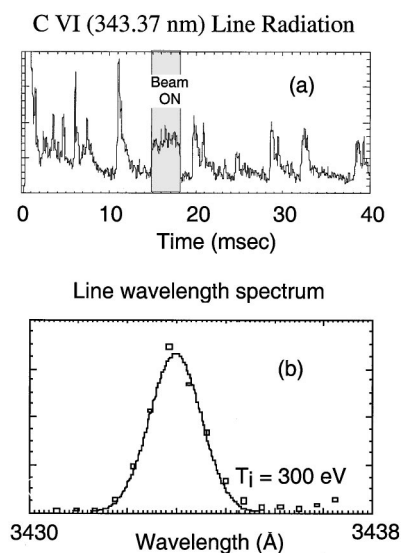 C VI (343.37 nm) Line Radiation
Beam
ON
(a)
0 10 20 30 40
Time (msec)
Line wavelength spectrum
(b)
Ti = 300 eV
3430 3438
Wavelength (Å)